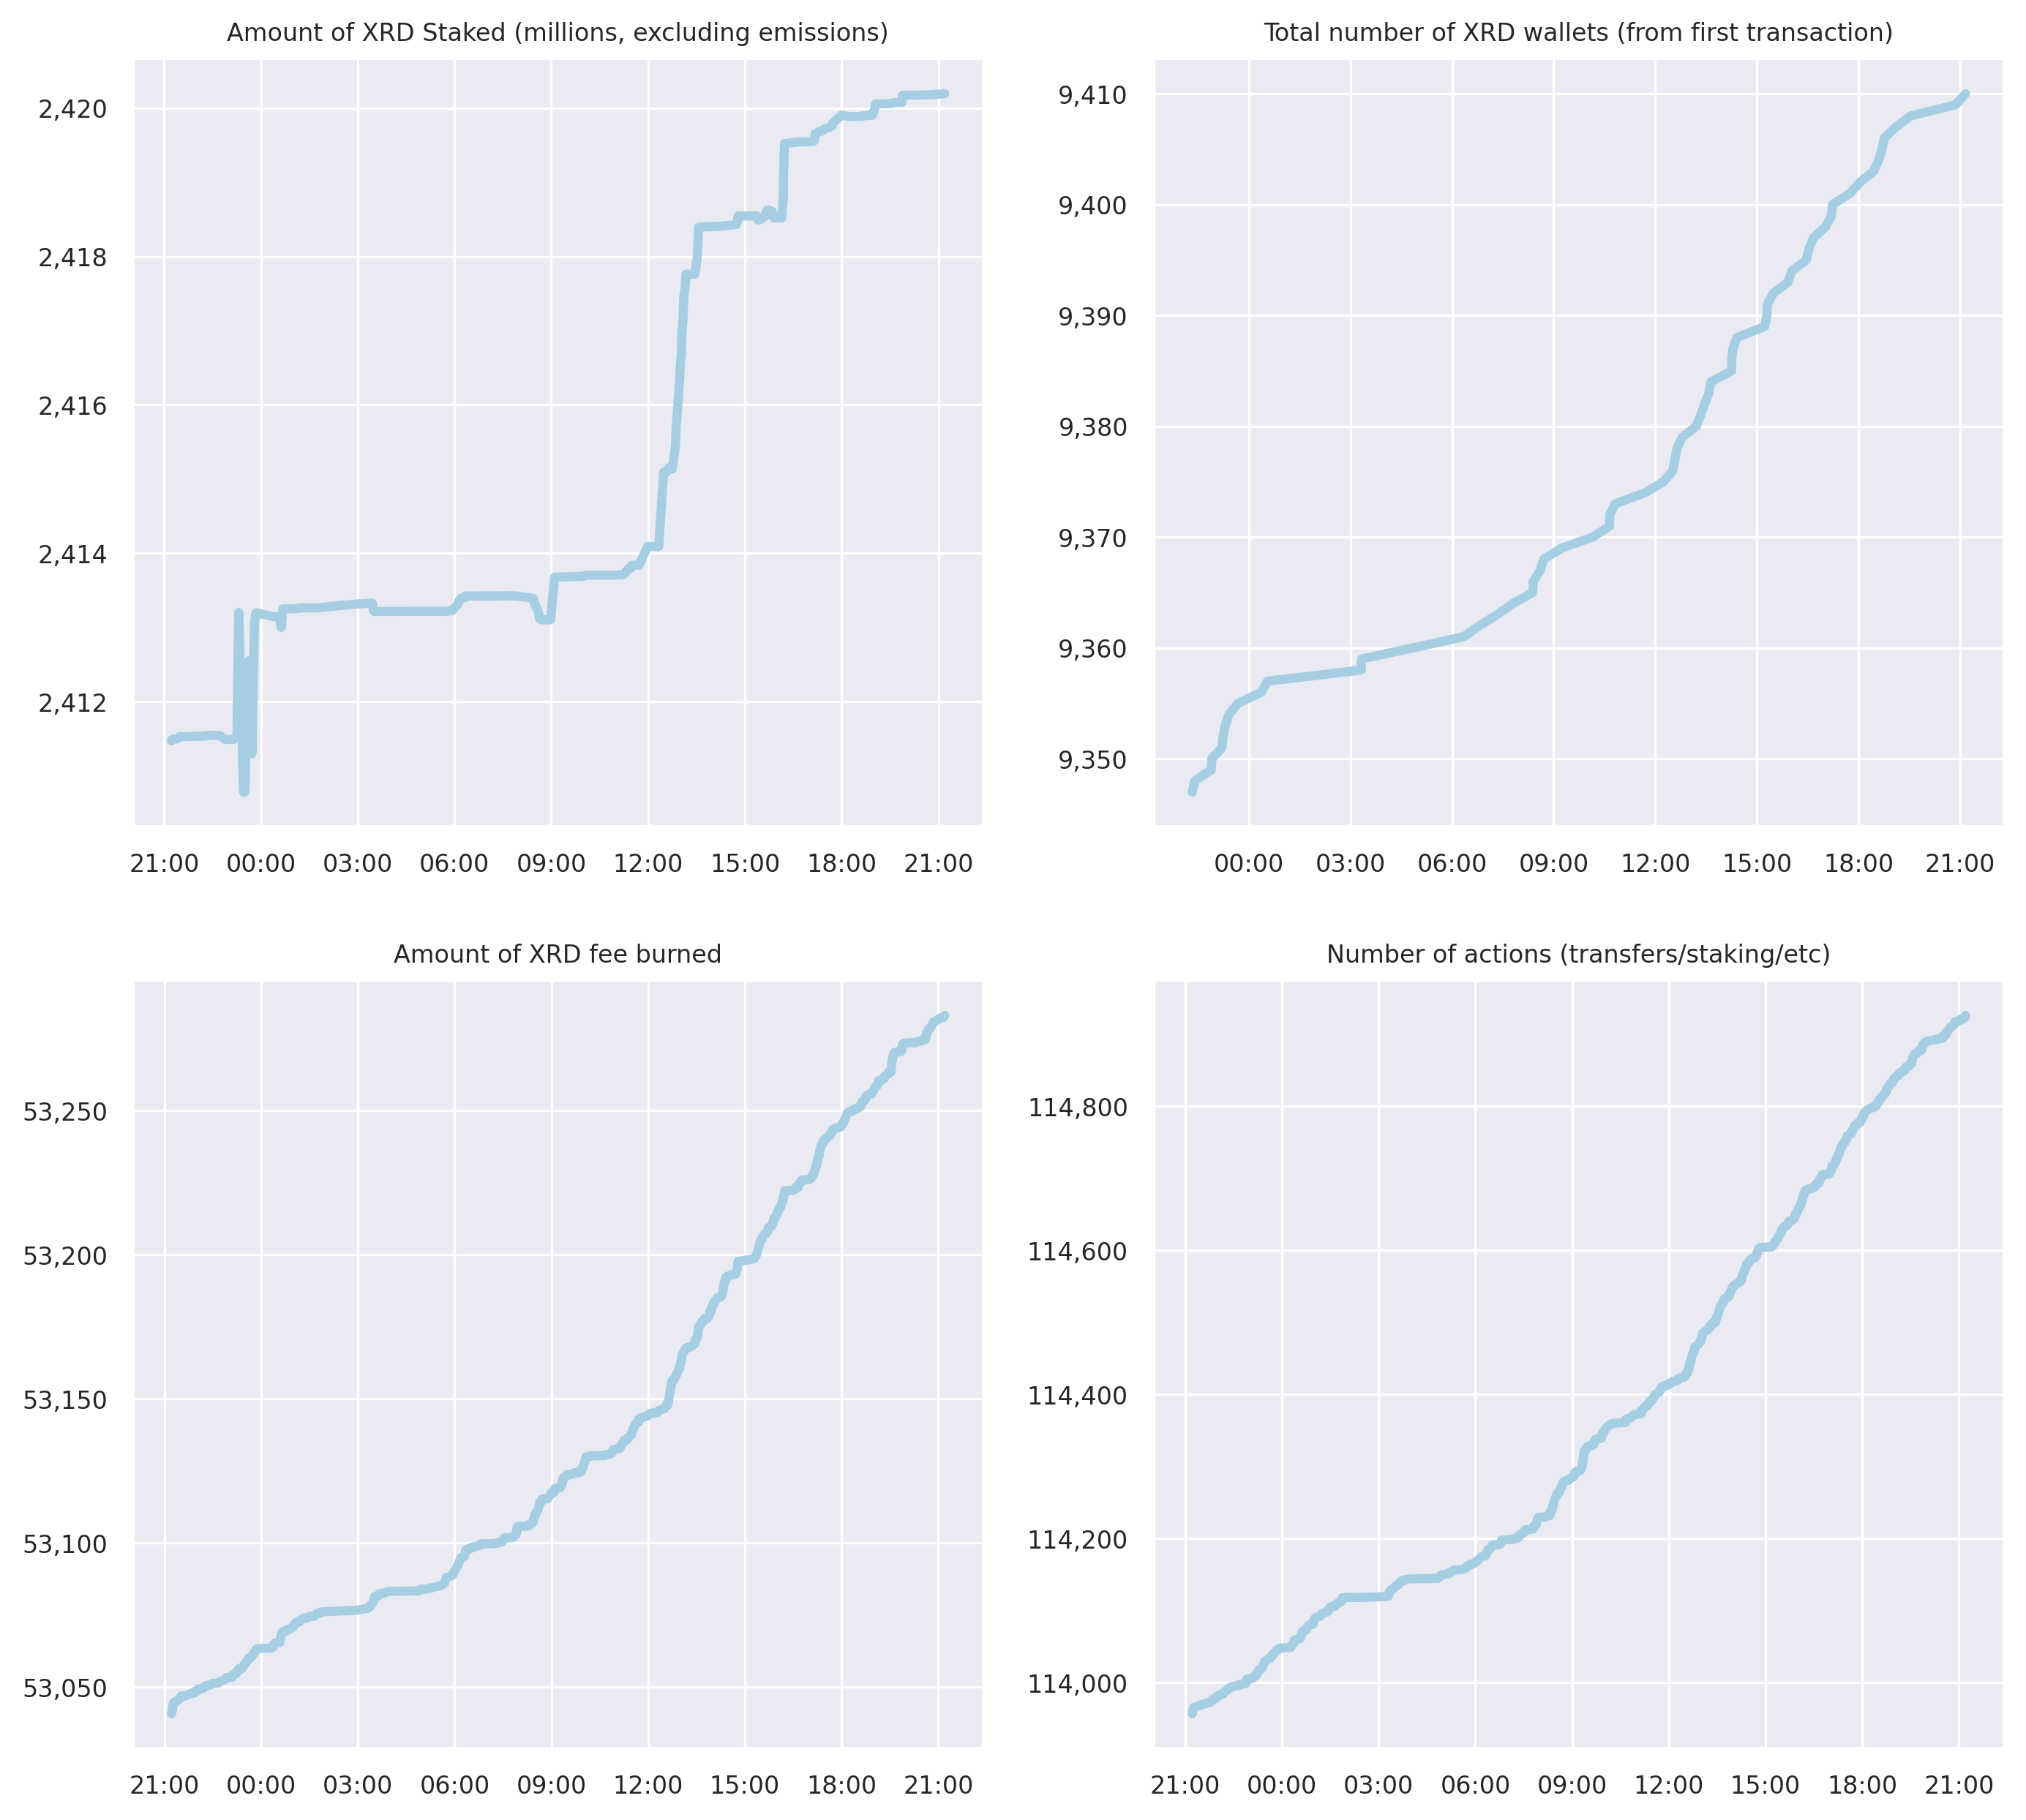 Amount of XRD Staked (millions, excluding emissions)
2,420
2,418
2,416
2,414
2,412
21:00 00:00 03:00 06:00 09:00 12:00 15:00 18:00 21:00
Total number of XRD wallets (from first transaction)
9,410
9,400
9,390
9,380
9,370
9,360
9,350
00:00 03:00 06:00 09:00 12:00 15:00 18:00 21:00
Amount of XRD fee burned
53,250
53,200
53,150
53,100
53,050
21:00 00:00 03:00 06:00 09:00 12:00 15:00 18:00 21:00
Number of actions (transfers/staking/etc)
114,800
114,600
114,400
114,200
114,000
21:00 00:00 03:00 06:00 09:00 12:00 15:00 18:00 21:00